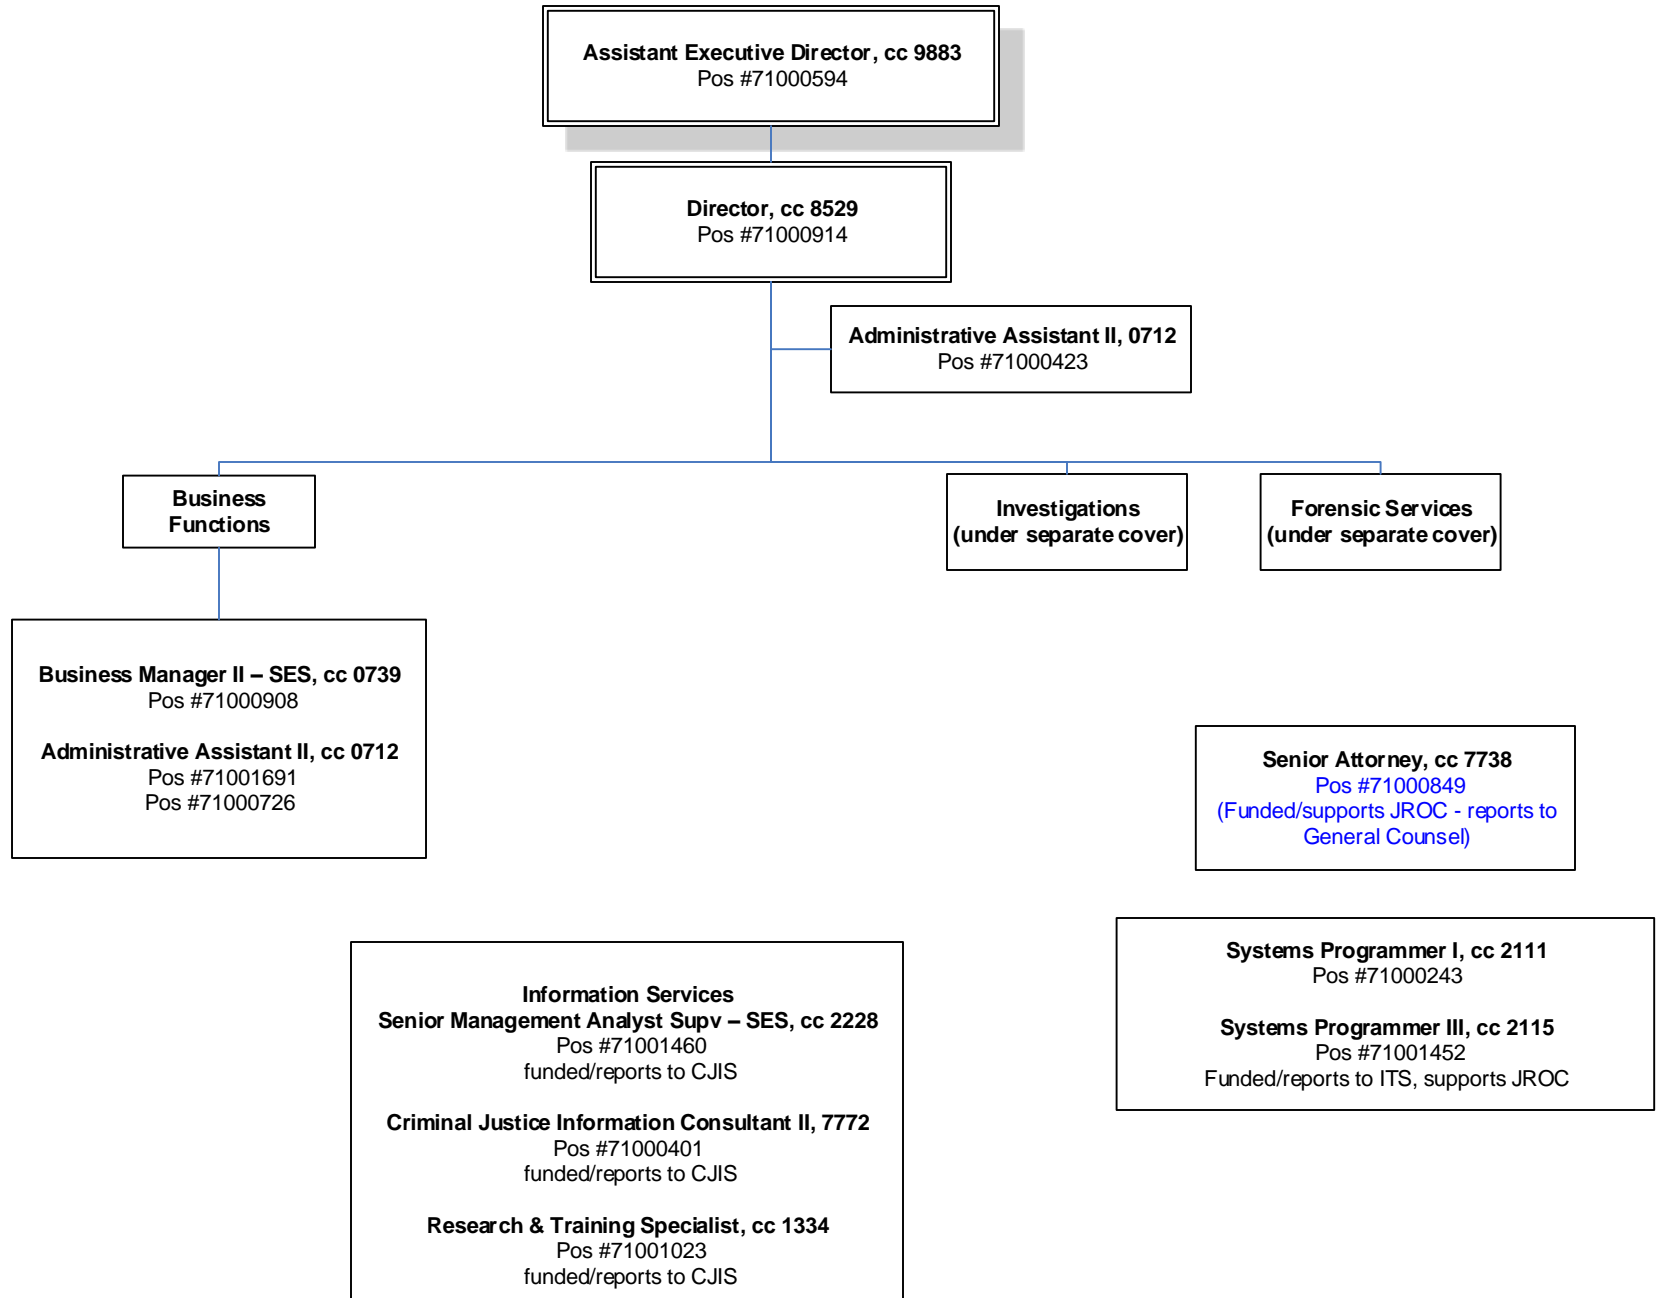 Assistant Executive Director, cc 9883
Pos #71000594
Director, cc 8529
Pos #71000914
Administrative Assistant II, 0712
Pos #71000423
Business
Functions
Investigations
(under separate cover)
Forensic Services
(under separate cover)
Business Manager II – SES, cc 0739
Pos #71000908
Administrative Assistant II, cc 0712
Pos #71001691
Pos #71000726
Senior Attorney, cc 7738
Pos #71000849
(Funded/supports JROC - reports to
General Counsel)
Systems Programmer I, cc 2111
Pos #71000243
Systems Programmer III, cc 2115
Pos #71001452
Funded/reports to ITS, supports JROC
Information Services
Senior Management Analyst Supv – SES, cc 2228
Pos #71001460
funded/reports to CJIS
Criminal Justice Information Consultant II, 7772
Pos #71000401
funded/reports to CJIS
Research & Training Specialist, cc 1334
Pos #71001023
funded/reports to CJIS